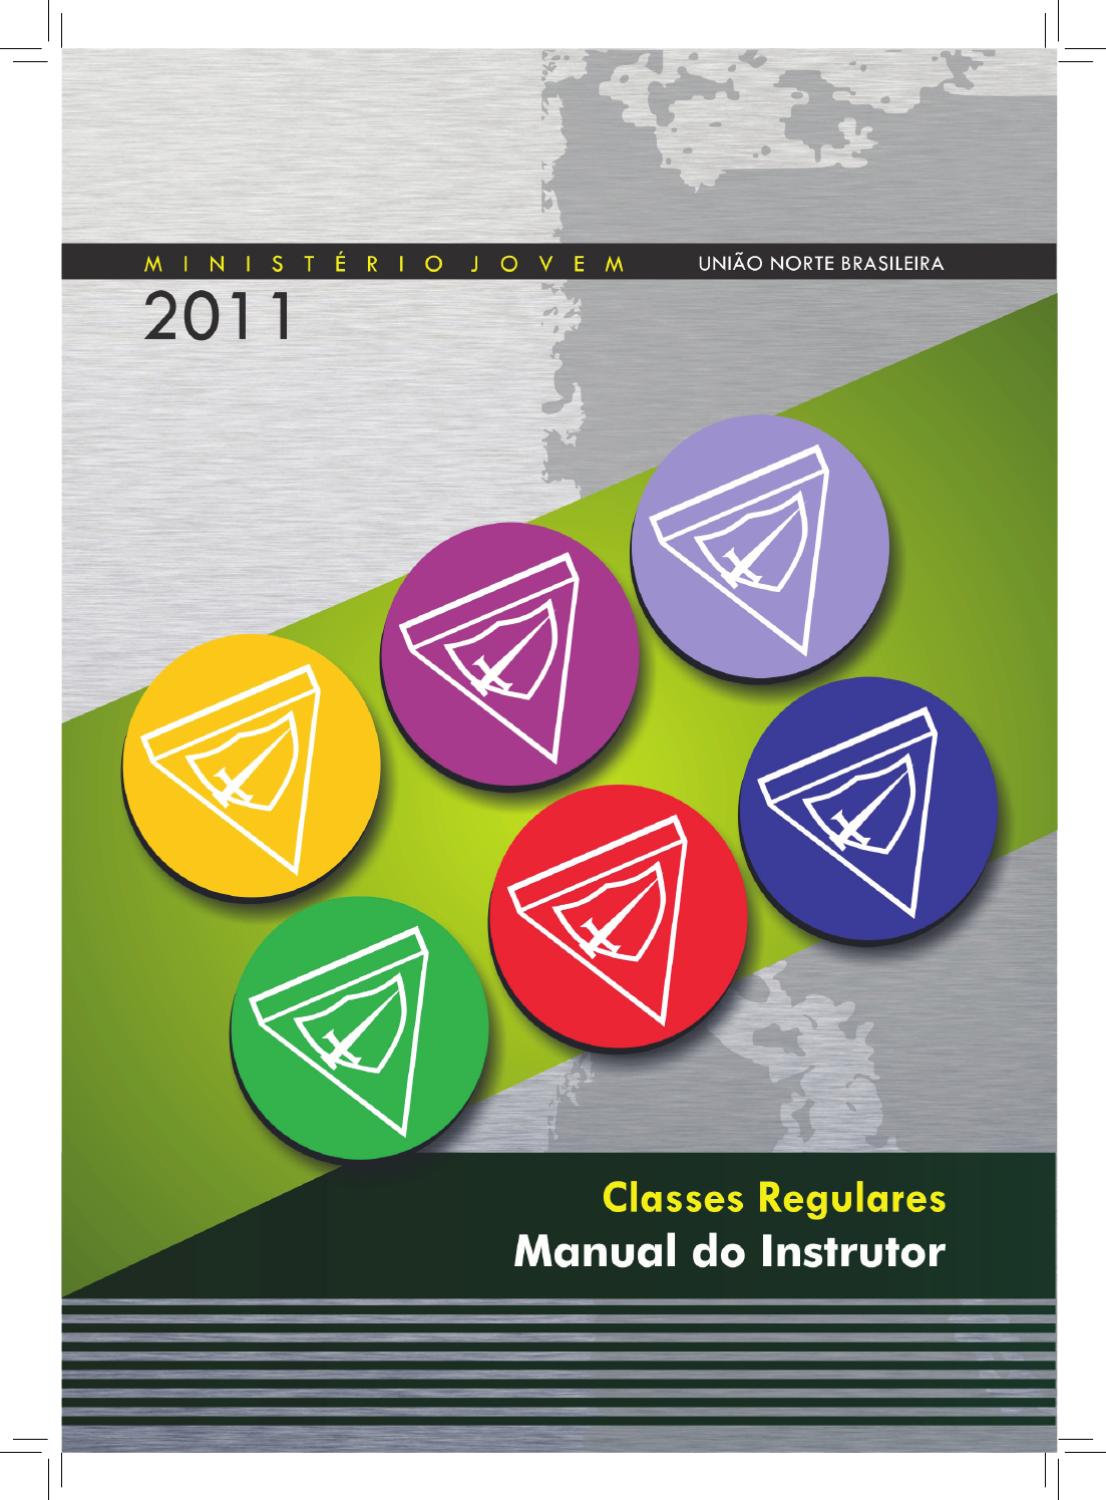 MINISTÉRIO JOVEM UNIÃO NORTE BRASILEIRA
2011
Classes Regulares
Manual do Instrutor